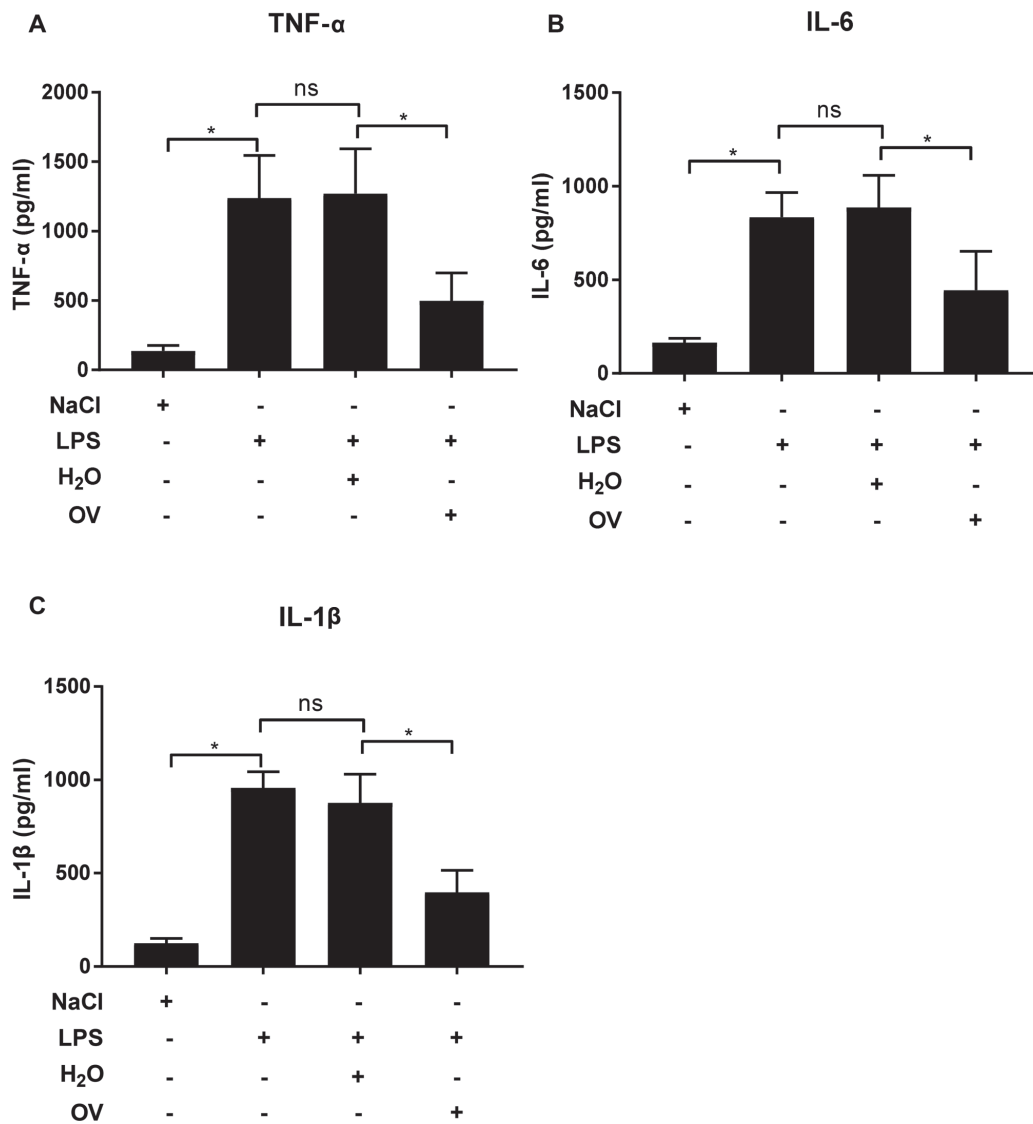 A
TNF-α
2000
1500
1000
500
0
TNF-α (pg/ml)
*
ns
*
NaCl + - - -
LPS - + + +
H₂O - - + -
OV - - - +
B
IL-6
1500
1000
500
0
IL-6 (pg/ml)
*
ns
*
NaCl + - - -
LPS - + + +
H₂O - - + -
OV - - - +
C
IL-1β
1500
1000
500
0
IL-1β (pg/ml)
*
ns
*
NaCl + - - -
LPS - + + +
H₂O - - + -
OV - - - +